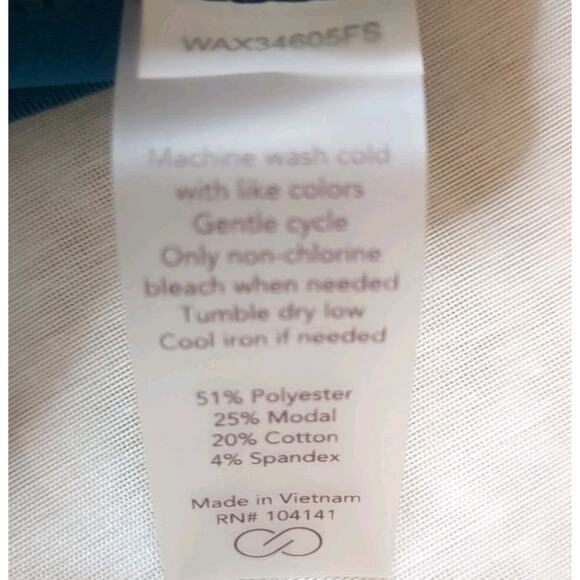 WAX34605FS
Machine wash cold
with like colors
Gentle cycle
Only non-chlorine
bleach when needed
Tumble dry low
Cool iron if needed
51% Polyester
25% Modal
20% Cotton
4% Spandex
Made in Vietnam
RN# 104141